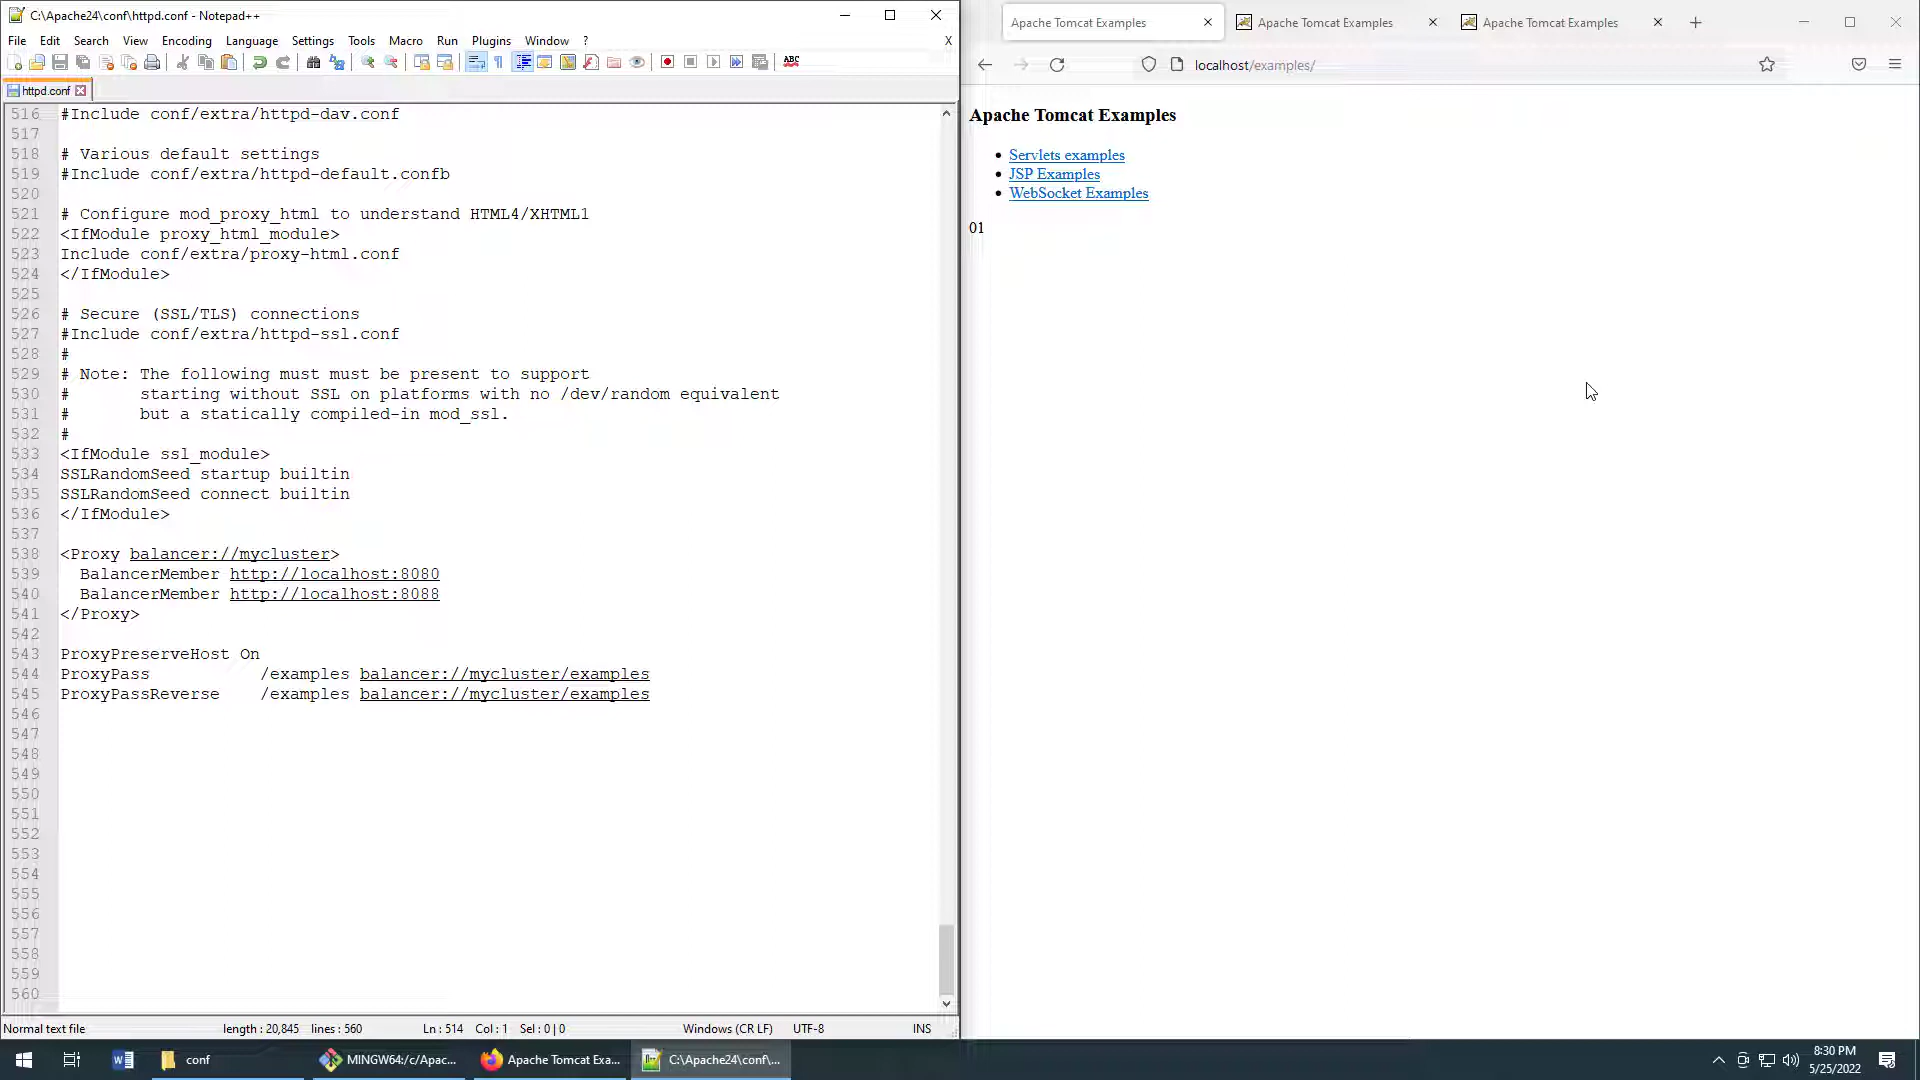 C:\Apache24\conf\httpd.conf - Notepad++
File Edit Search View Encoding Language Settings Tools Macro Run Plugins Window ? X
httpd.conf
516 #Include conf/extra/httpd-dav.conf
517
518 # Various default settings
519 #Include conf/extra/httpd-default.confb
520
521 # Configure mod_proxy_html to understand HTML4/XHTML1
522 <IfModule proxy_html_module>
523 Include conf/extra/proxy-html.conf
524 </IfModule>
525
526 # Secure (SSL/TLS) connections
527 #Include conf/extra/httpd-ssl.conf
528 #
529 # Note: The following must must be present to support
530 #       starting without SSL on platforms with no /dev/random equivalent
531 #       but a statically compiled-in mod_ssl.
532 #
533 <IfModule ssl_module>
534 SSLRandomSeed startup builtin
535 SSLRandomSeed connect builtin
536 </IfModule>
537
538 <Proxy balancer://mycluster>
539   BalancerMember http://localhost:8080
540   BalancerMember http://localhost:8088
541 </Proxy>
542
543 ProxyPreserveHost On
544 ProxyPass           /examples balancer://mycluster/examples
545 ProxyPassReverse    /examples balancer://mycluster/examples
546
547
548
549
550
551
552
553
554
555
556
557
558
559
560
Normal text file length : 20,845 lines : 560 Ln : 514 Col : 1 Sel : 0 | 0 Windows (CR LF) UTF-8 INS
Apache Tomcat Examples Apache Tomcat Examples Apache Tomcat Examples
localhost/examples/
Apache Tomcat Examples
Servlets examples
JSP Examples
WebSocket Examples
01
conf MINGW64:/c/Apac... Apache Tomcat Exa... C:\Apache24\conf\...
8:30 PM
5/25/2022